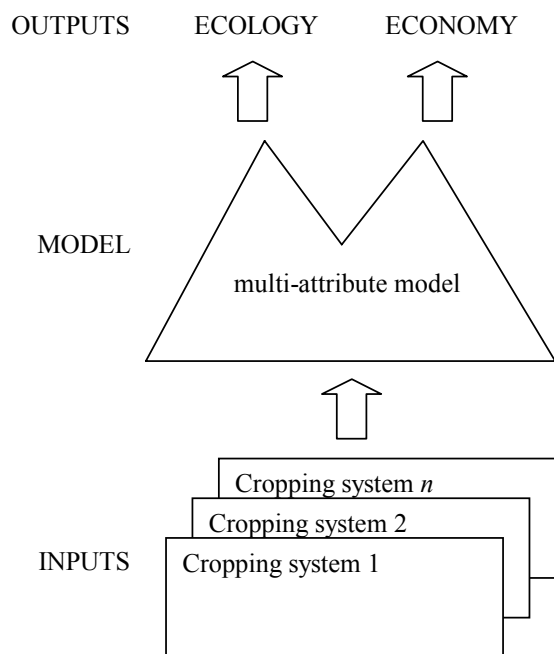 OUTPUTS ECOLOGY ECONOMY
MODEL
multi-attribute model
Cropping system n
Cropping system 2
INPUTS
Cropping system 1